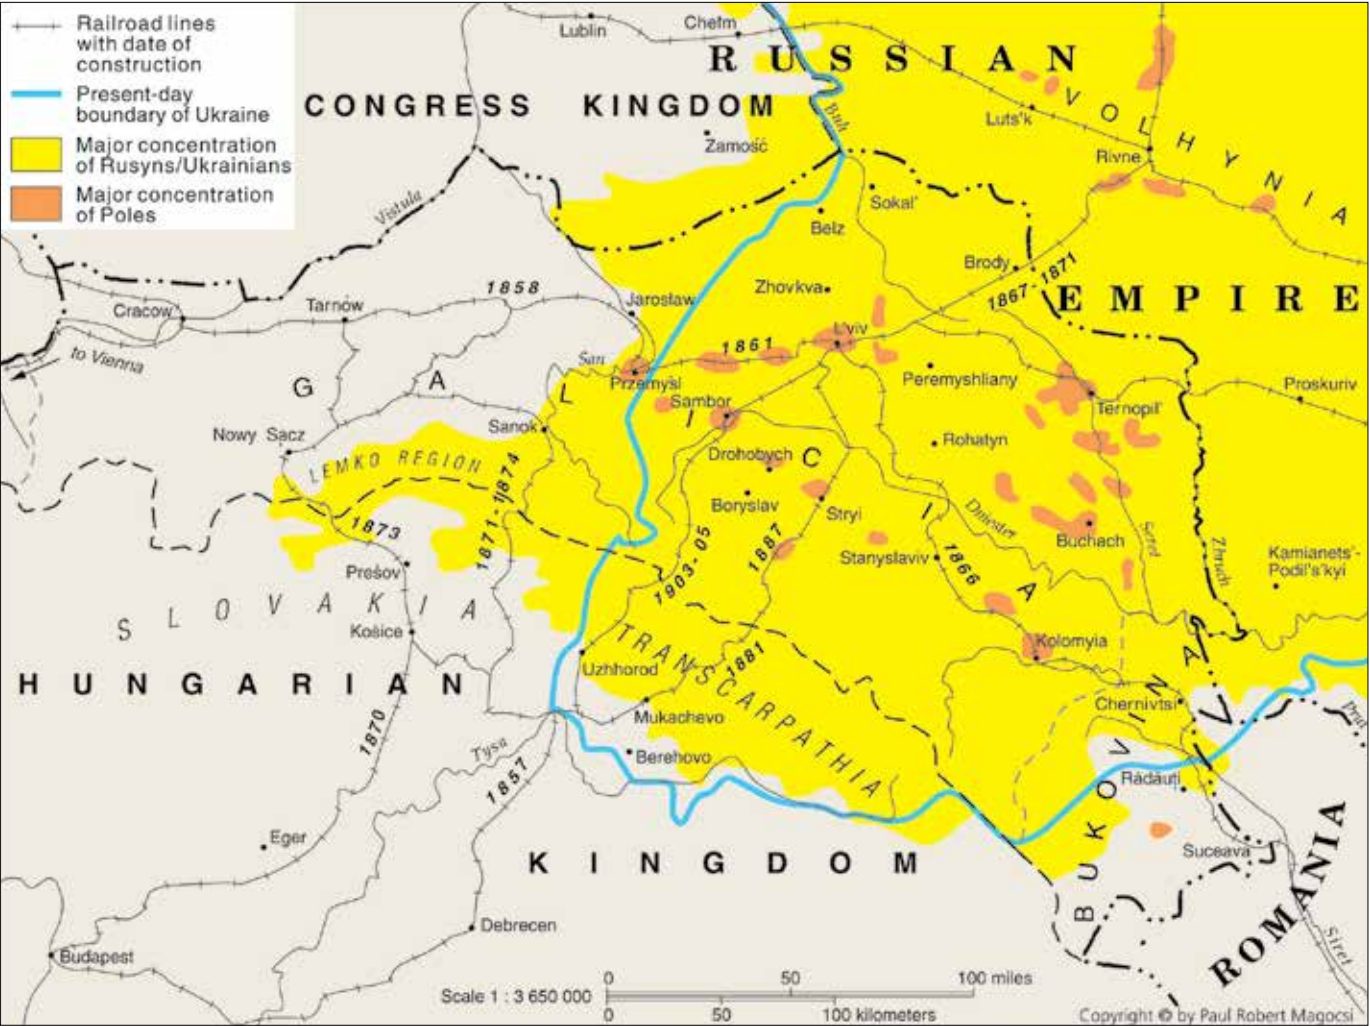 Railroad lines
with date of
construction
Present-day
boundary of Ukraine
Major concentration
of Rusyns/Ukrainians
Major concentration
of Poles
Lublin
Chełm
RUSSIAN
CONGRESS KINGDOM
Buh
Luts'k
VOLHYNIA
Zamość
Rivne
Vistula
Sokal'
Belz
Brody
1867-1871
Zhovkva
EMPIRE
1858
Jarosław
Cracow
Tarnów
L'viv
1861
to Vienna
San
Przemyśl
Peremyshliany
Proskuriv
GALICIA
Sambor
Ternopil'
Nowy Sącz
Sanok
Rohatyn
LEMKO REGION
Drohobych
1871-1874
Boryslav
Stryi
Dniester
Seret
Zbruch
1873
1903-05
1887
Buchach
Stanyslaviv
1866
Kamianets'-
Podil's'kyi
Prešov
SLOVAKIA
Košice
TRANSCARPATHIA
Kolomyia
Uzhhorod
1881
HUNGARIAN
Mukachevo
Chernivtsi
Prut
1870
Tysa
Berehovo
1857
BUKOVINA
Rădăuți
Eger
Suceava
KINGDOM
ROMANIA
Debrecen
Siret
Budapest
0 50 100 miles
Scale 1 : 3 650 000
0 50 100 kilometers
Copyright © by Paul Robert Magocsi